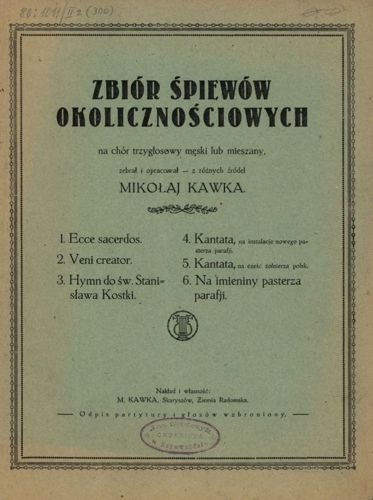 ZBIÓR ŚPIEWÓW
OKOLICZNOŚCIOWYCH
na chór trzygłosowy męski lub mieszany,
zebrał i opracował — z różnych źródeł
MIKOŁAJ KAWKA.
1. Ecce sacerdos.
2. Veni creator.
3. Hymn do św. Stani-
sława Kostki.
4. Kantata, na instalacje nowego pa-
sterza parafji.
5. Kantata, na cześć żołnierza polsk.
6. Na imieniny pasterza
parafji.
Nakład i własność:
M. KAWKA, Skaryszów, Ziemia Radomska.
Odpis partytury i głosów wzbroniony.